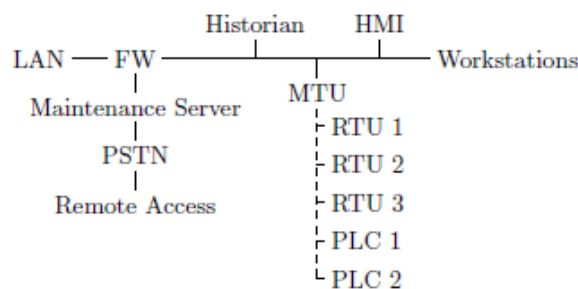 Historian HMI
LAN FW Workstations
MTU
Maintenance Server
RTU 1
PSTN
RTU 2
Remote Access
RTU 3
PLC 1
PLC 2